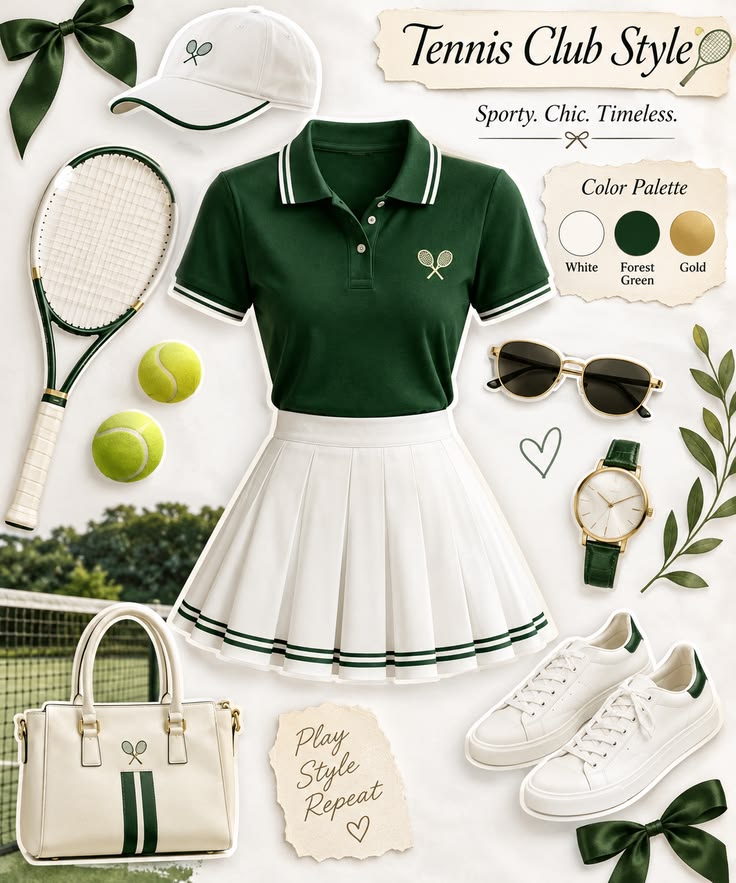 Tennis Club Style
Sporty. Chic. Timeless.
Color Palette
White
Forest
Green
Gold
Play
Style
Repeat